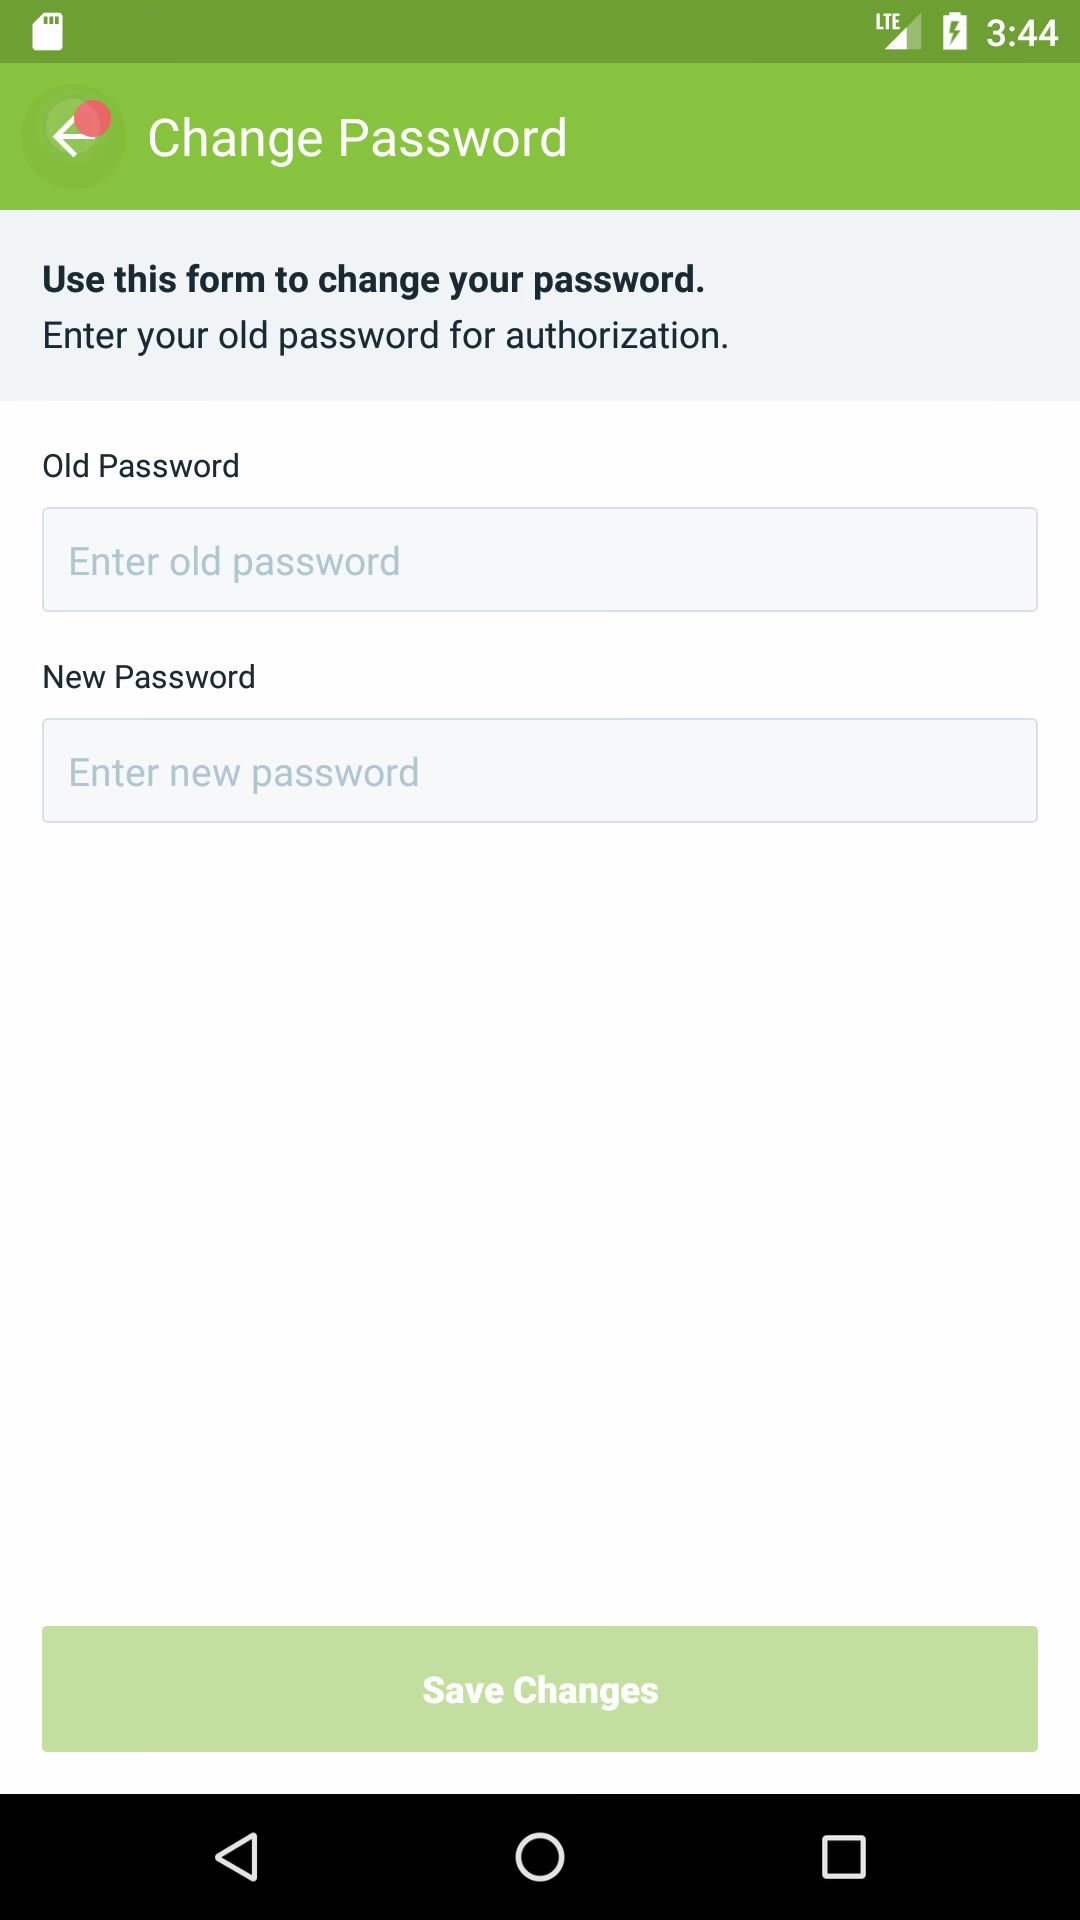 LTE 3:44
Change Password
Use this form to change your password.
Enter your old password for authorization.
Old Password
Enter old password
New Password
Enter new password
Save Changes